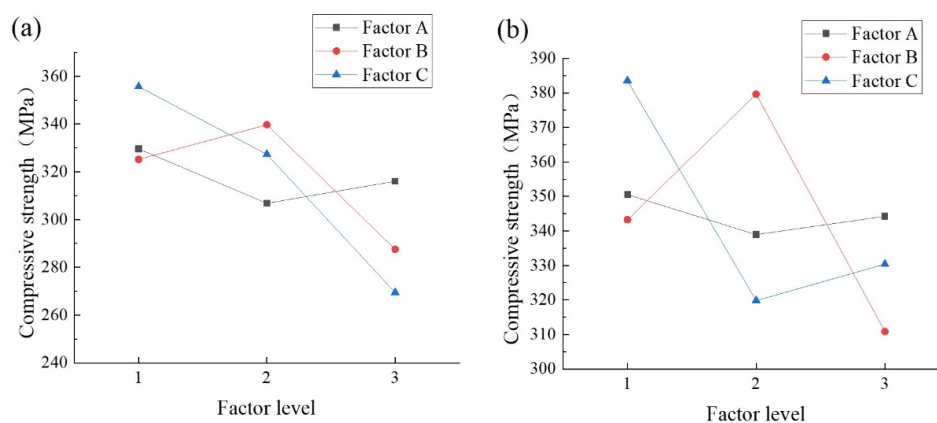 (a)
Factor A
Factor B
Factor C
Compressive strength（MPa）
360
340
320
300
280
260
240
1 2 3
Factor level
(b)
Factor A
Factor B
Factor C
Compressive strength（MPa）
390
380
370
360
350
340
330
320
310
300
1 2 3
Factor level